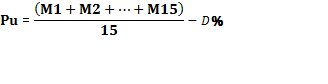 Pu = (M1 + M2 + ⋯ + M15) / 15 − D%